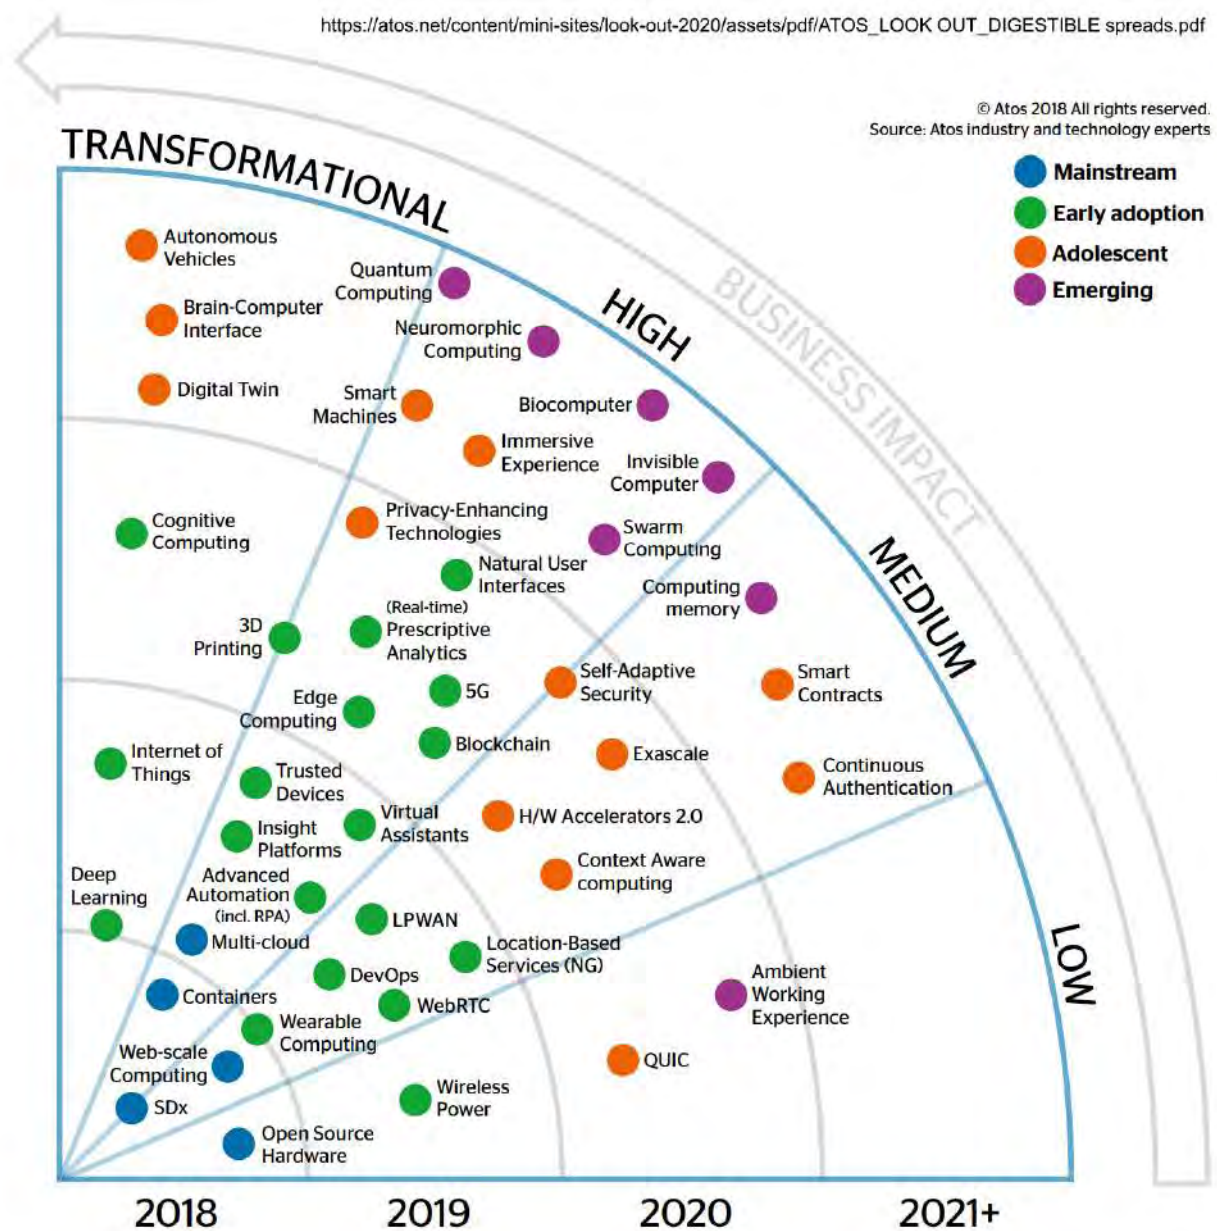 https://atos.net/content/mini-sites/look-out-2020/assets/pdf/ATOS_LOOK OUT_DIGESTIBLE spreads.pdf
© Atos 2018 All rights reserved.
Source: Atos industry and technology experts
Mainstream
Early adoption
Adolescent
Emerging
BUSINESS IMPACT
TRANSFORMATIONAL
HIGH
MEDIUM
LOW
Autonomous
Vehicles
Brain-Computer
Interface
Digital Twin
Quantum
Computing
Neuromorphic
Computing
Smart
Machines
Biocomputer
Immersive
Experience
Invisible
Computer
Cognitive
Computing
Privacy-Enhancing
Technologies
Swarm
Computing
Natural User
Interfaces
Computing
memory
3D
Printing
(Real-time)
Prescriptive
Analytics
Self-Adaptive
Security
Smart
Contracts
Edge
Computing
5G
Blockchain
Exascale
Continuous
Authentication
Internet of
Things
Trusted
Devices
Virtual
Assistants
H/W Accelerators 2.0
Insight
Platforms
Context Aware
computing
Deep
Learning
Advanced
Automation
(incl. RPA)
LPWAN
Multi-cloud
Location-Based
Services (NG)
DevOps
Containers
WebRTC
Ambient
Working
Experience
Wearable
Computing
Web-scale
Computing
QUIC
SDx
Wireless
Power
Open Source
Hardware
2018
2019
2020
2021+